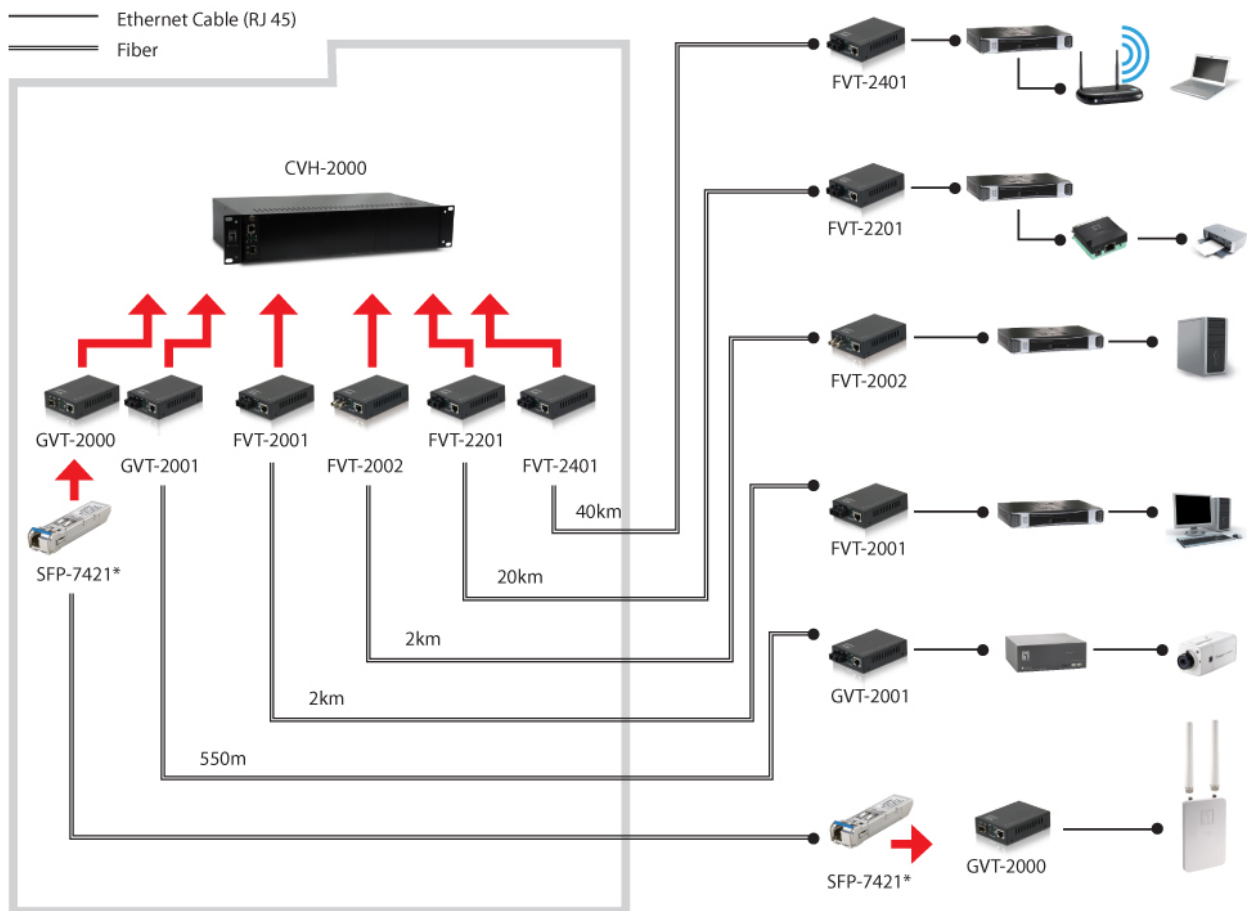 Ethernet Cable (RJ 45)
Fiber
FVT-2401
CVH-2000
FVT-2201
FVT-2002
GVT-2000
FVT-2001
FVT-2201
GVT-2001
FVT-2002
FVT-2401
40km
FVT-2001
SFP-7421*
20km
2km
GVT-2001
2km
550m
GVT-2000
SFP-7421*